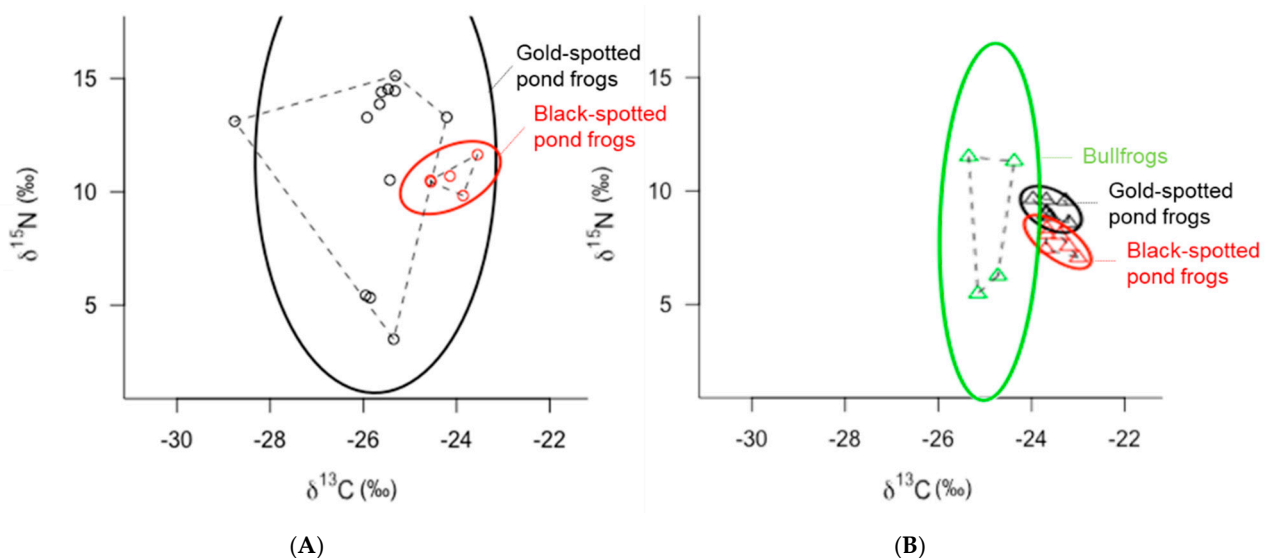 15
10
5
δ15N (‰)
-30
-28
-26
-24
-22
δ13C (‰)
Gold-spotted
pond frogs
Black-spotted
pond frogs
(A)
15
10
5
δ15N (‰)
-30
-28
-26
-24
-22
δ13C (‰)
Bullfrogs
Gold-spotted
pond frogs
Black-spotted
pond frogs
(B)